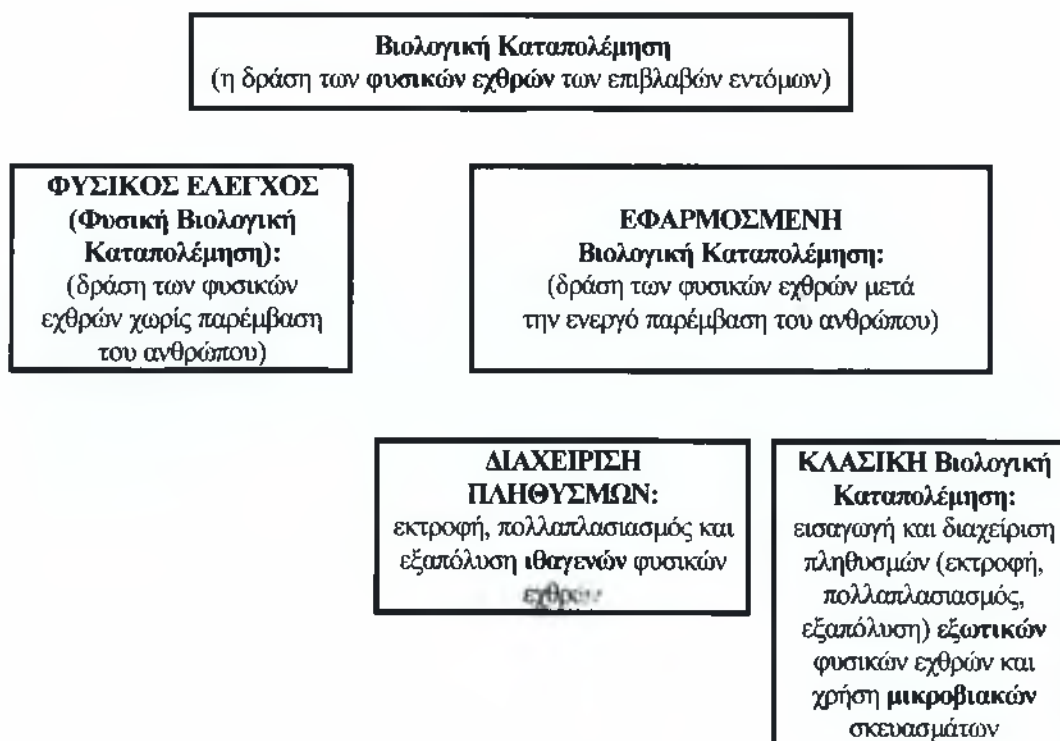 Βιολογική Καταπολέμηση
(η δράση των φυσικών εχθρών των επιβλαβών εντόμων)
ΦΥΣΙΚΟΣ ΕΛΕΓΧΟΣ
(Φυσική Βιολογική
Καταπολέμηση):
(δράση των φυσικών
εχθρών χωρίς παρέμβαση
του ανθρώπου)
ΕΦΑΡΜΟΣΜΕΝΗ
Βιολογική Καταπολέμηση:
(δράση των φυσικών εχθρών μετά
την ενεργό παρέμβαση του ανθρώπου)
ΔΙΑΧΕΙΡΙΣΗ
ΠΛΗΘΥΣΜΩΝ:
εκτροφή, πολλαπλασιασμός και
εξαπόλυση ιθαγενών φυσικών
εχθρών
ΚΛΑΣΙΚΗ Βιολογική
Καταπολέμηση:
εισαγωγή και διαχείριση
πληθυσμών (εκτροφή,
πολλαπλασιασμός,
εξαπόλυση) εξωτικών
φυσικών εχθρών και
χρήση μικροβιακών
σκευασμάτων